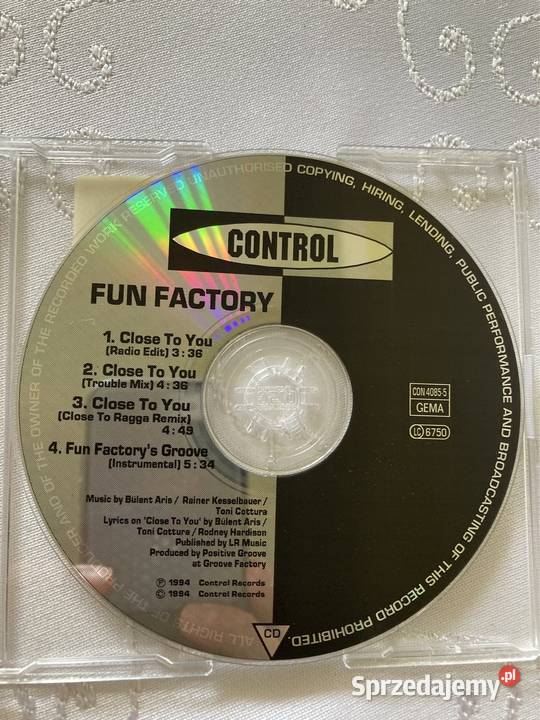 ALL RIGHTS OF THE PRODUCER AND OF THE OWNER OF THE RECORDED WORK RESERVED UNAUTHORISED COPYING, HIRING, LENDING, PUBLIC PERFORMANCE AND BROADCASTING OF THIS RECORD PROHIBITED.
CONTROL
FUN FACTORY
1. Close To You
(Radio Edit) 3:36
2. Close To You
(Trouble Mix) 4:36
3. Close To You
(Close To Ragga Remix)
4:49
4. Fun Factory's Groove
(Instrumental) 5:34
CON 4085-5
GEMA
LC 6750
Music by Bülent Aris / Rainer Kesselbauer /
Toni Cottura
Lyrics on 'Close To You' by Bülent Aris /
Toni Cottura / Rodney Hardison
Published by LR Music
Produced by Positive Groove
at Groove Factory
℗ 1994 Control Records
© 1994 Control Records
CD
Sprzedajemy.pl